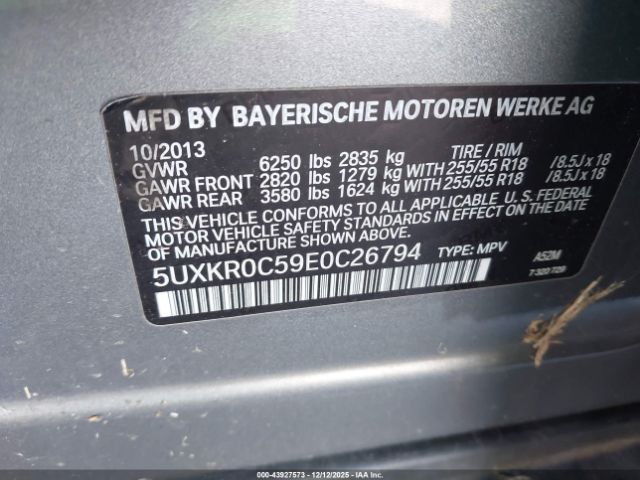 MFD BY BAYERISCHE MOTOREN WERKE AG
10/2013 TIRE / RIM
GVWR 6250 lbs 2835 kg
GAWR FRONT 2820 lbs 1279 kg WITH 255/55 R18 /8.5J x 18
GAWR REAR 3580 lbs 1624 kg WITH 255/55 R18 /8.5J x 18
THIS VEHICLE CONFORMS TO ALL APPLICABLE U. S. FEDERAL
MOTOR VEHICLE SAFETY STANDARDS IN EFFECT ON THE
DATE OF MANUFACTURE SHOWN ABOVE.
5UXKR0C59E0C26794 TYPE: MPV A52M
T 320 729
© 000-43927573 - 12/12/2025 - IAAI. INC.